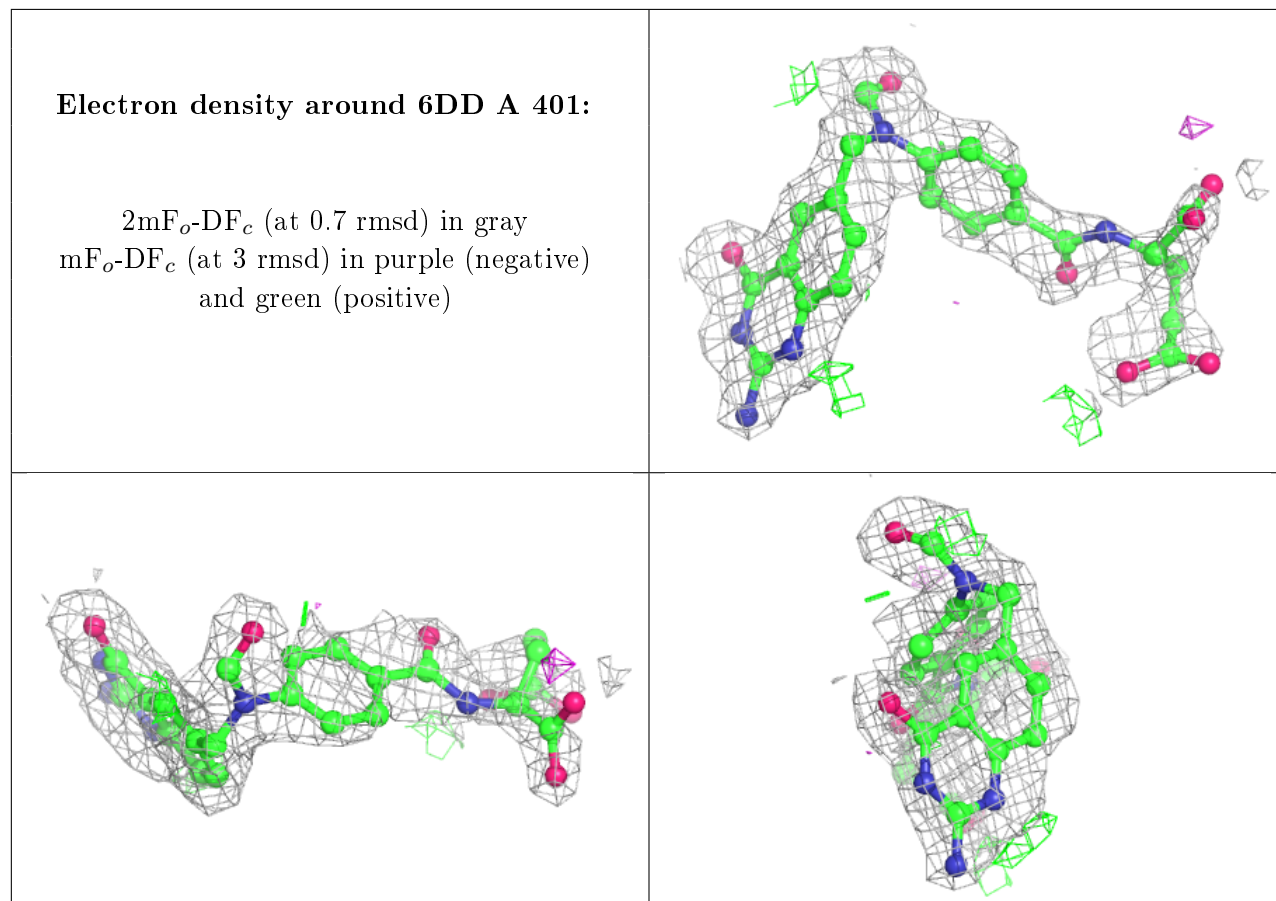 Electron density around 6DD A 401:
2mFo-DFc (at 0.7 rmsd) in gray
mFo-DFc (at 3 rmsd) in purple (negative)
and green (positive)